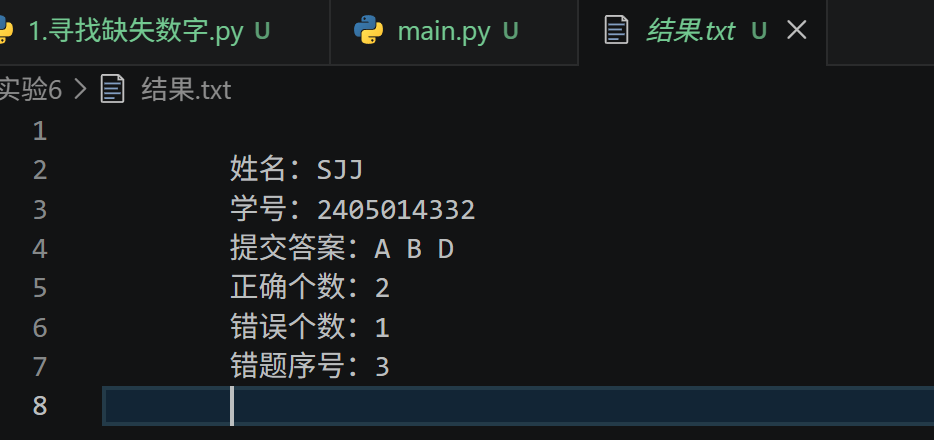 1.寻找缺失数字.py U main.py U 结果.txt U
实验6 > 结果.txt
1
2 姓名：SJJ
3 学号：2405014332
4 提交答案：A B D
5 正确个数：2
6 错误个数：1
7 错题序号：3
8